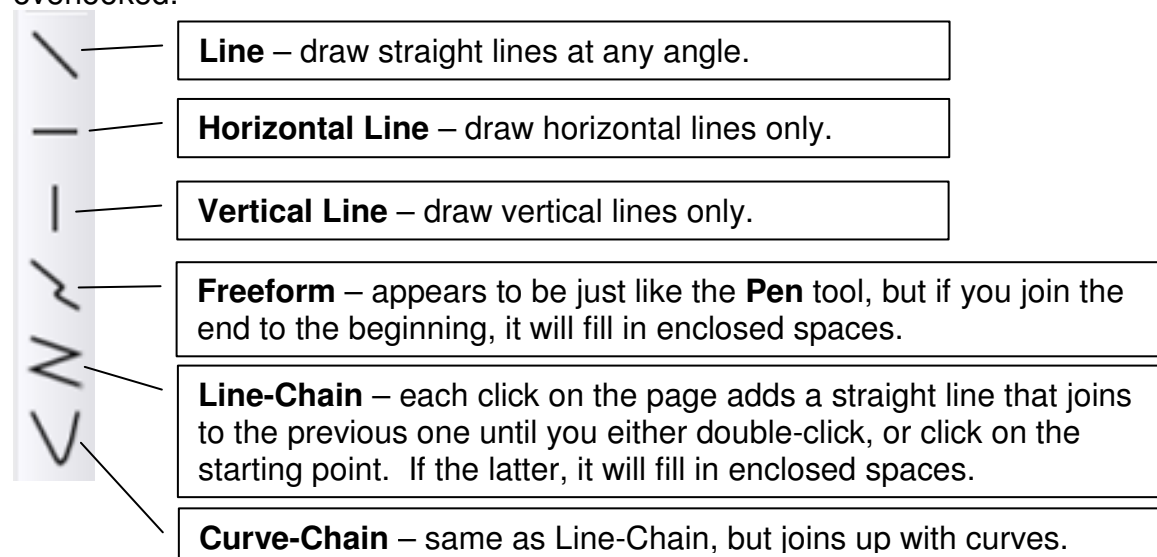 overlooked.
Line – draw straight lines at any angle.
Horizontal Line – draw horizontal lines only.
Vertical Line – draw vertical lines only.
Freeform – appears to be just like the Pen tool, but if you join the
end to the beginning, it will fill in enclosed spaces.
Line-Chain – each click on the page adds a straight line that joins
to the previous one until you either double-click, or click on the
starting point.  If the latter, it will fill in enclosed spaces.
Curve-Chain – same as Line-Chain, but joins up with curves.